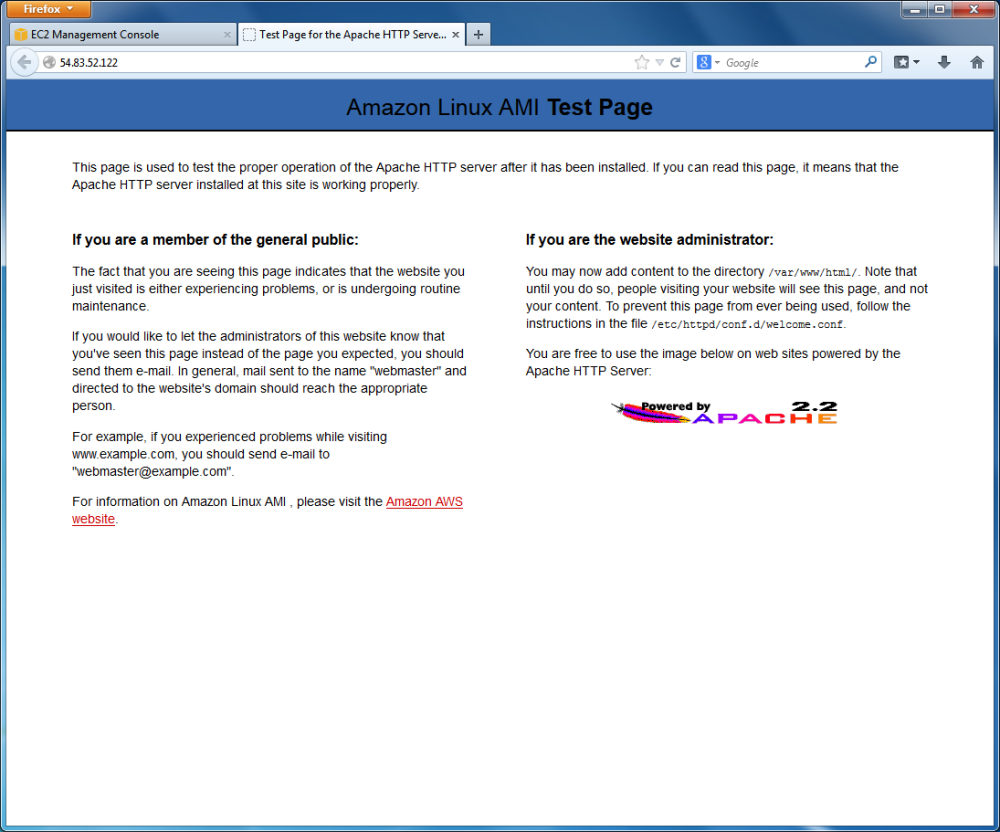 Firefox
EC2 Management Console
Test Page for the Apache HTTP Serve...
54.83.52.122
Google
Amazon Linux AMI Test Page
This page is used to test the proper operation of the Apache HTTP server after it has been installed. If you can read this page, it means that the
Apache HTTP server installed at this site is working properly.
If you are a member of the general public:
The fact that you are seeing this page indicates that the website you
just visited is either experiencing problems, or is undergoing routine
maintenance.
If you would like to let the administrators of this website know that
you've seen this page instead of the page you expected, you should
send them e-mail. In general, mail sent to the name "webmaster" and
directed to the website's domain should reach the appropriate
person.
For example, if you experienced problems while visiting
www.example.com, you should send e-mail to
"webmaster@example.com".
For information on Amazon Linux AMI , please visit the Amazon AWS
website.
If you are the website administrator:
You may now add content to the directory /var/www/html/. Note that
until you do so, people visiting your website will see this page, and not
your content. To prevent this page from ever being used, follow the
instructions in the file /etc/httpd/conf.d/welcome.conf.
You are free to use the image below on web sites powered by the
Apache HTTP Server:
Powered by 2.2
APACHE